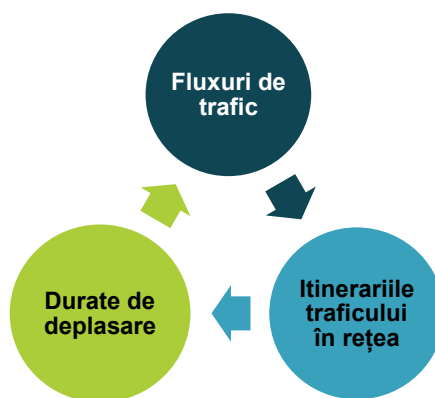 Fluxuri de
trafic
Itinerariile
traficului
în rețea
Durate de
deplasare